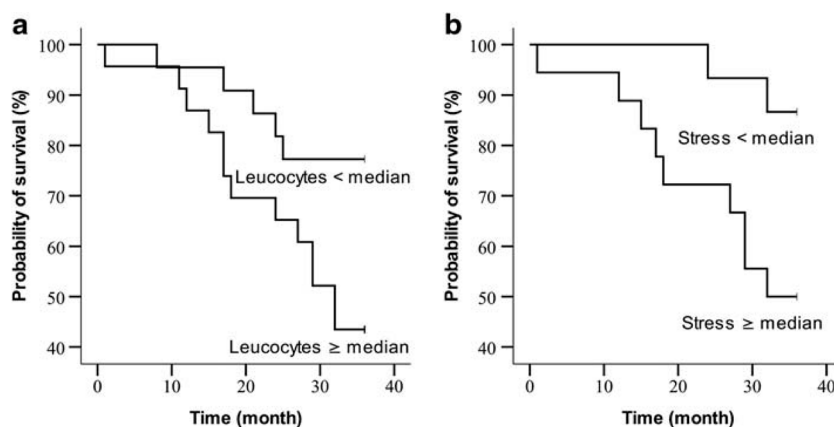 a
Probability of survival (%)
100
90
80
70
60
50
40
Leucocytes < median
Leucocytes ≥ median
0
10
20
30
40
Time (month)
b
Probability of survival (%)
100
90
80
70
60
50
40
Stress < median
Stress ≥ median
0
10
20
30
40
Time (month)